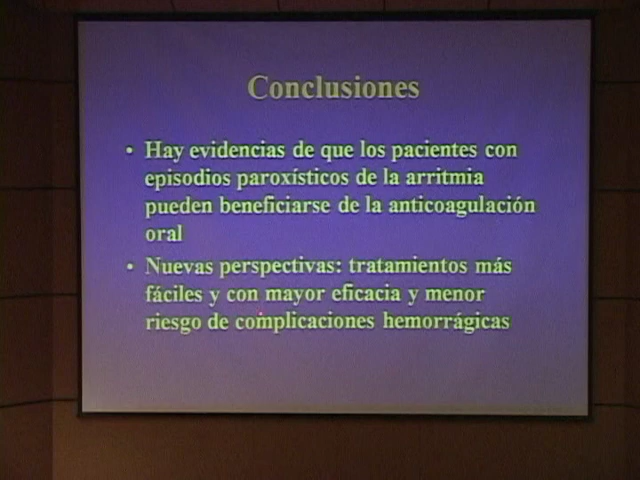 Conclusiones
• Hay evidencias de que los pacientes con
episodios paroxísticos de la arritmia
pueden beneficiarse de la anticoagulación
oral
• Nuevas perspectivas: tratamientos más
fáciles y con mayor eficacia y menor
riesgo de complicaciones hemorrágicas